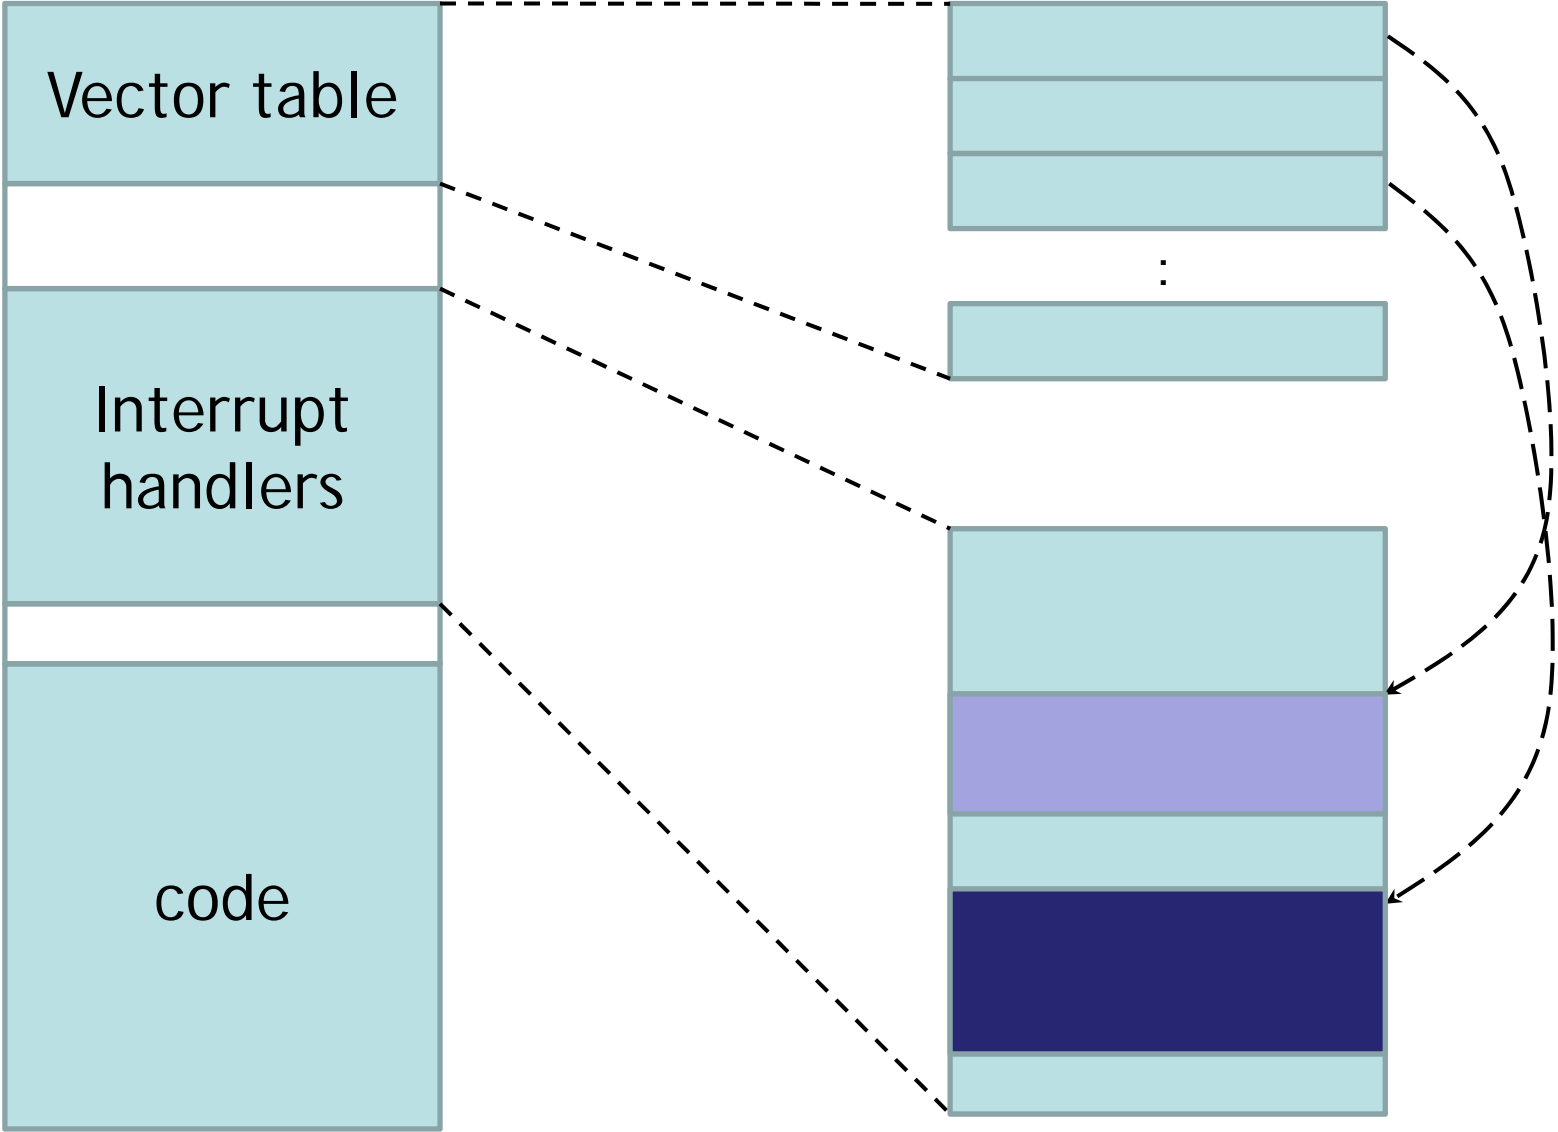 Vector table
:
Interrupt
handlers
code